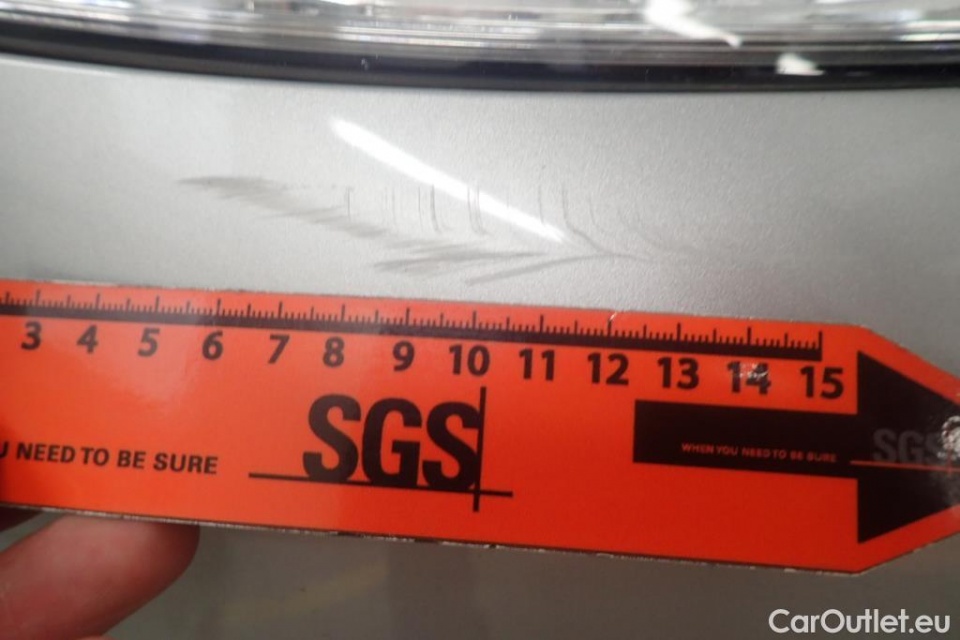 3 4 5 6 7 8 9 10 11 12 13 14 15
U NEED TO BE SURE
SGS
WHEN YOU NEED TO BE SURE
SGS
CarOutlet.eu